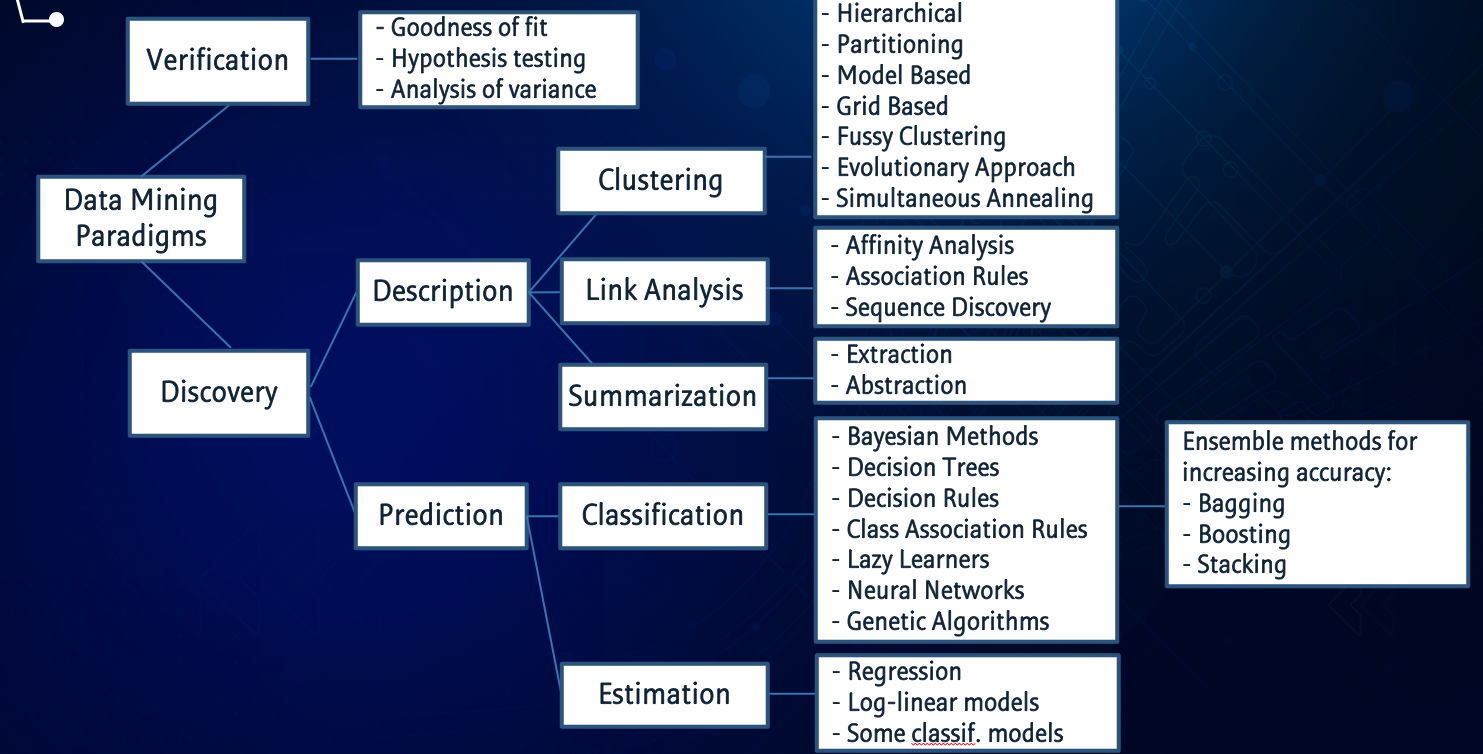 Verification
- Goodness of fit
- Hypothesis testing
- Analysis of variance
Data Mining
Paradigms
Discovery
Description
Clustering
- Hierarchical
- Partitioning
- Model Based
- Grid Based
- Fussy Clustering
- Evolutionary Approach
- Simultaneous Annealing
Link Analysis
- Affinity Analysis
- Association Rules
- Sequence Discovery
Summarization
- Extraction
- Abstraction
Prediction
Classification
- Bayesian Methods
- Decision Trees
- Decision Rules
- Class Association Rules
- Lazy Learners
- Neural Networks
- Genetic Algorithms
Ensemble methods for
increasing accuracy:
- Bagging
- Boosting
- Stacking
Estimation
- Regression
- Log-linear models
- Some classif. models